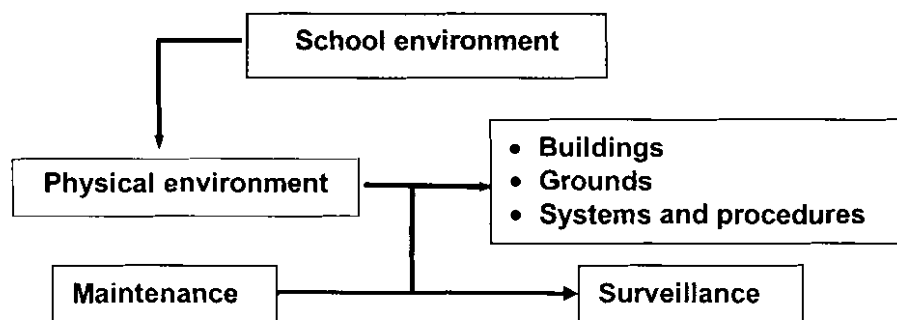 School environment
Physical environment
• Buildings
• Grounds
• Systems and procedures
Maintenance
Surveillance